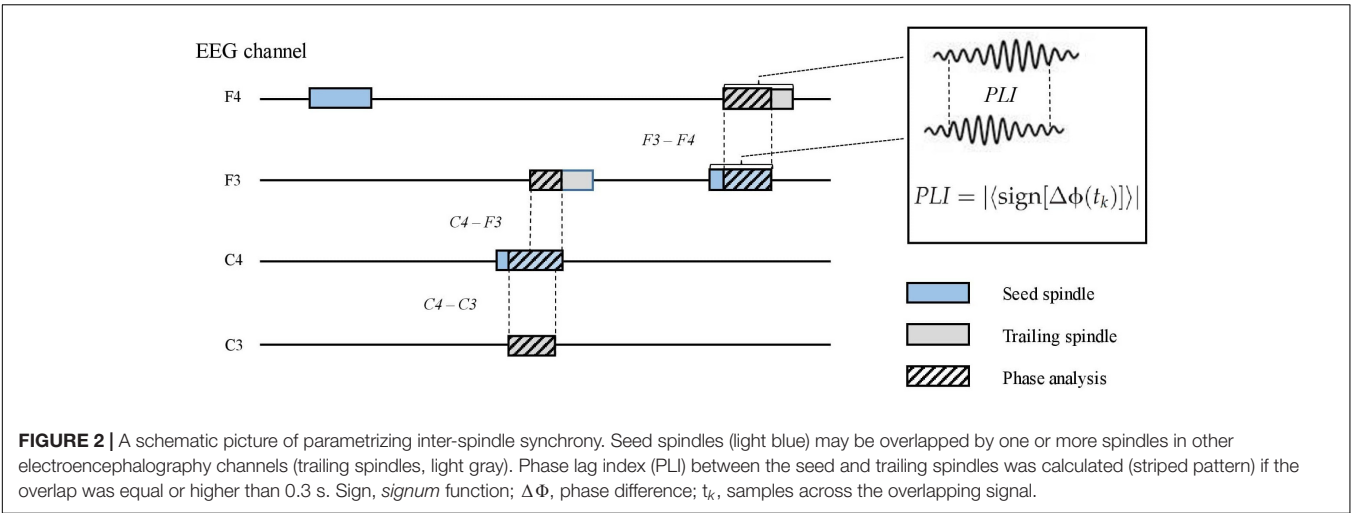 EEG channel
F4
F3 – F4
F3
C4 – F3
C4
C4 – C3
C3
PLI
PLI = |⟨sign[Δϕ(t_k)]⟩|
Seed spindle
Trailing spindle
Phase analysis
FIGURE 2 | A schematic picture of parametrizing inter-spindle synchrony. Seed spindles (light blue) may be overlapped by one or more spindles in other
electroencephalography channels (trailing spindles, light gray). Phase lag index (PLI) between the seed and trailing spindles was calculated (striped pattern) if the
overlap was equal or higher than 0.3 s. Sign, signum function; ΔΦ, phase difference; t_k, samples across the overlapping signal.